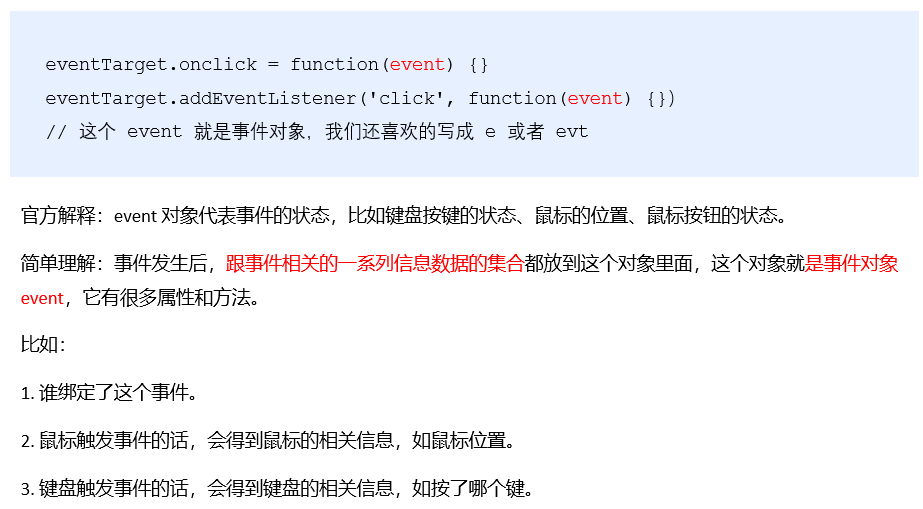 eventTarget.onclick = function(event) {}
eventTarget.addEventListener('click', function(event) {})
// 这个 event 就是事件对象，我们还喜欢的写成 e 或者 evt
官方解释：event 对象代表事件的状态，比如键盘按键的状态、鼠标的位置、鼠标按钮的状态。
简单理解：事件发生后，跟事件相关的一系列信息数据的集合都放到这个对象里面，这个对象就是事件对象
event，它有很多属性和方法。
比如：
1. 谁绑定了这个事件。
2. 鼠标触发事件的话，会得到鼠标的相关信息，如鼠标位置。
3. 键盘触发事件的话，会得到键盘的相关信息，如按了哪个键。